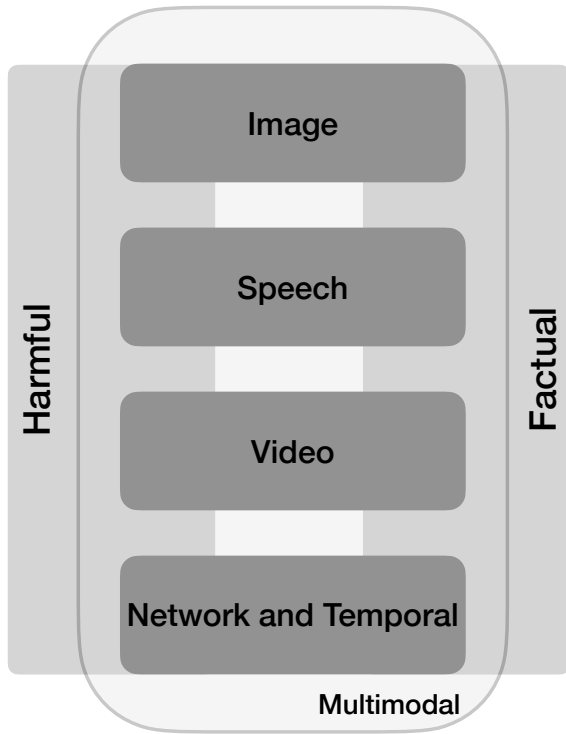 Image
Speech
Harmful
Factual
Video
Network and Temporal
Multimodal